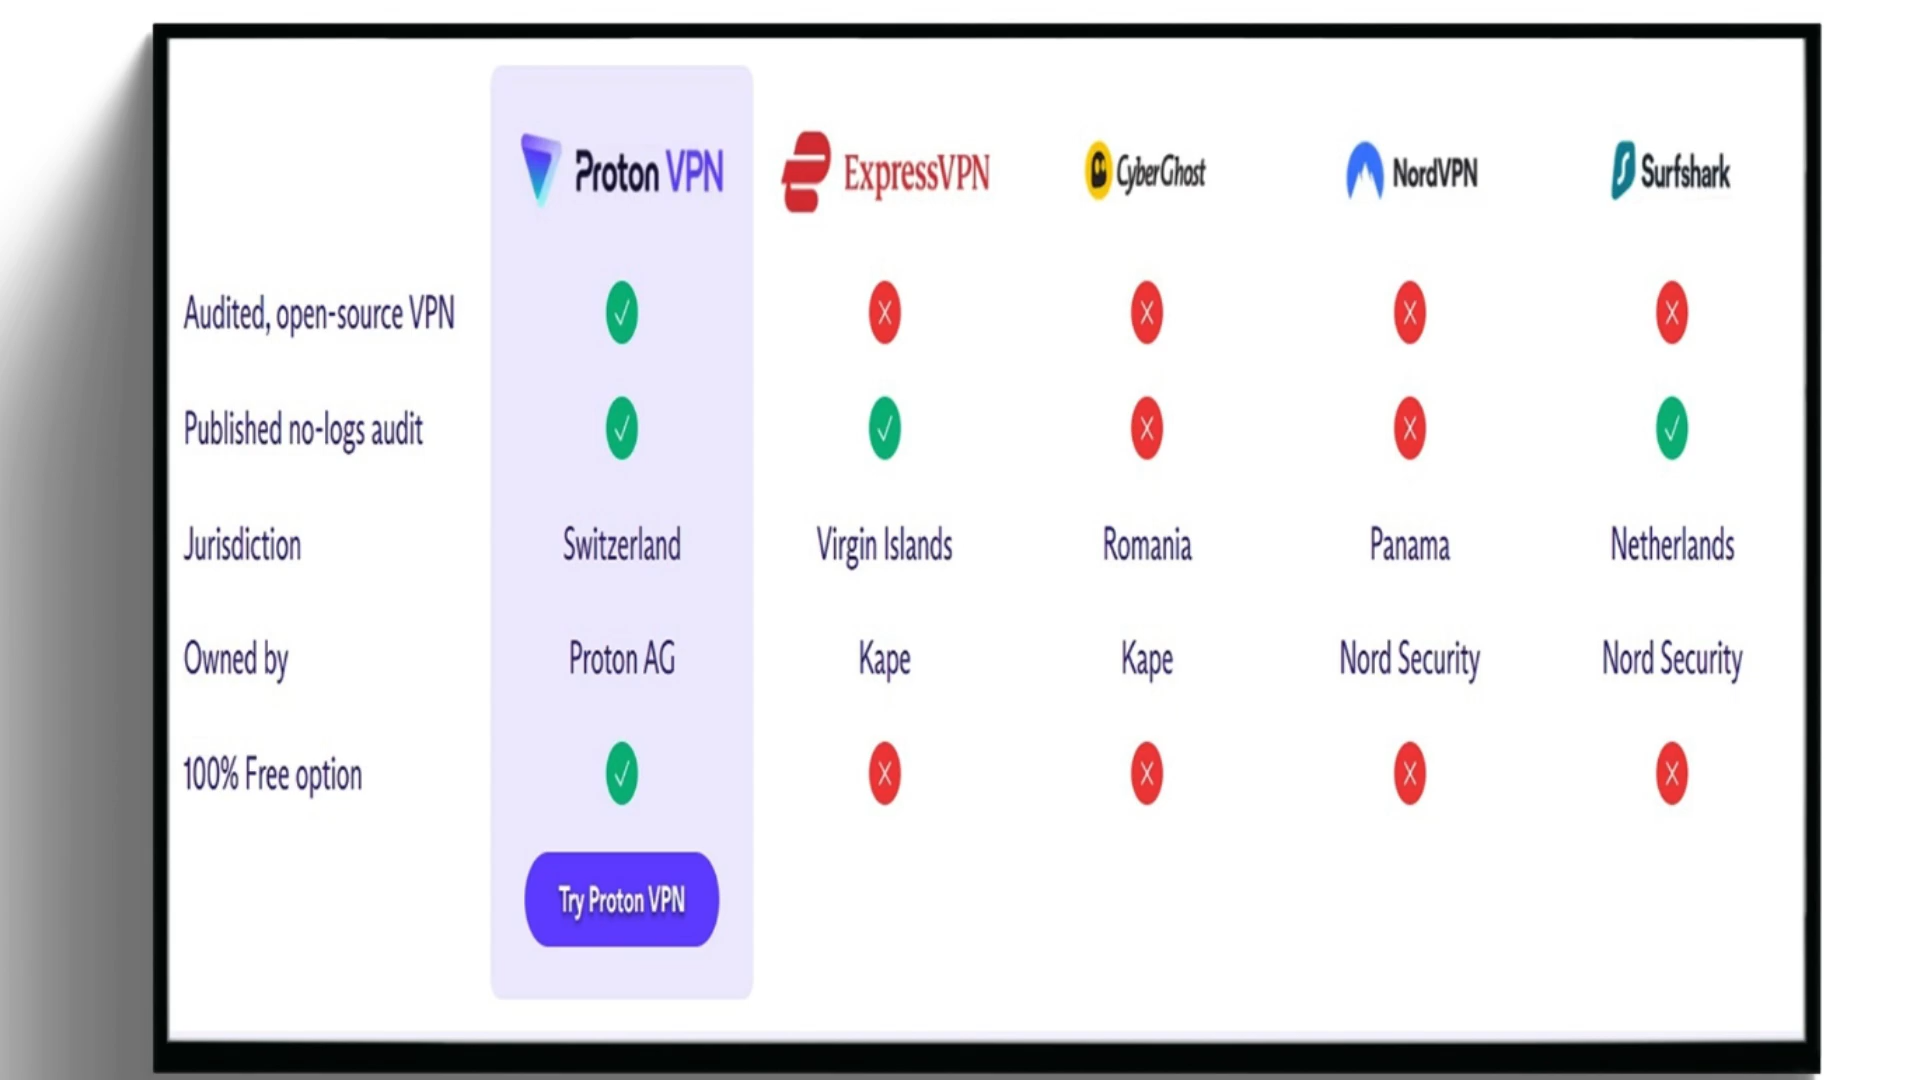 Proton VPN ExpressVPN CyberGhost NordVPN Surfshark
Audited, open-source VPN
Published no-logs audit
Jurisdiction Switzerland Virgin Islands Romania Panama Netherlands
Owned by Proton AG Kape Kape Nord Security Nord Security
100% Free option
Try Proton VPN